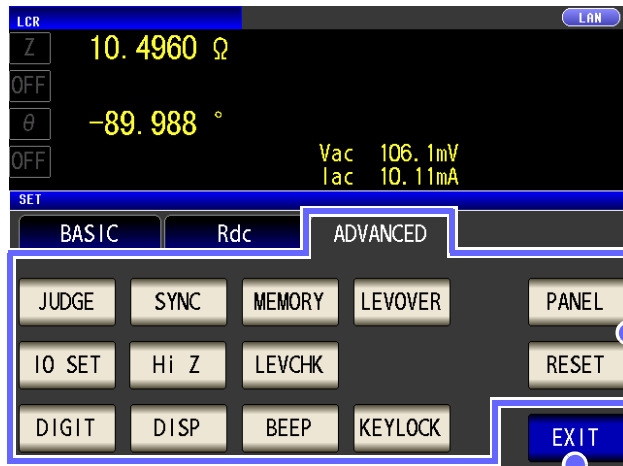 LCR LAN
Z 10.4960 Ω
OFF
θ -89.988 °
OFF Vac 106.1mV
Iac 10.11mA
SET
BASIC Rdc ADVANCED
JUDGE SYNC MEMORY LEVOVER PANEL
IO SET Hi Z LEVCHK RESET
DIGIT DISP BEEP KEYLOCK EXIT